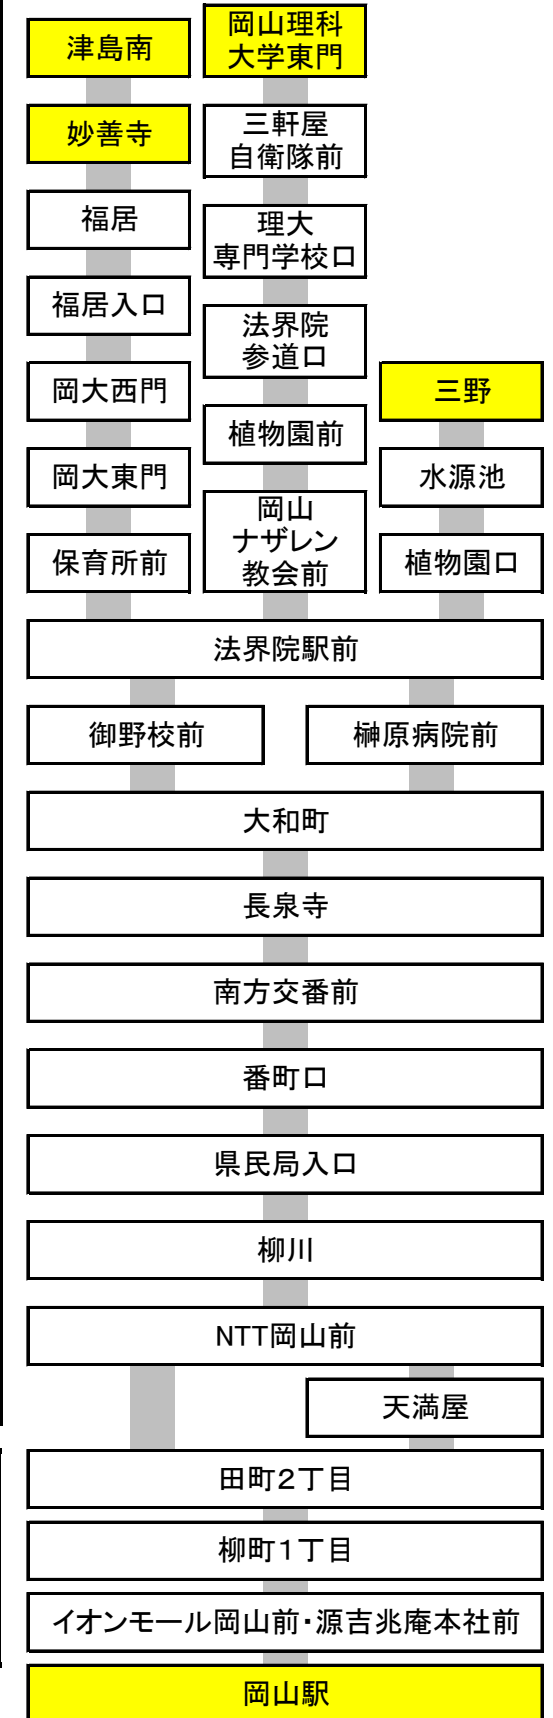 津島南
妙善寺
福居
福居入口
岡大西門
岡大東門
保育所前
岡山理科
大学東門
三軒屋
自衛隊前
理大
専門学校口
法界院
参道口
植物園前
岡山
ナザレン
教会前
三野
水源池
植物園口
法界院駅前
御野校前
榊原病院前
大和町
長泉寺
南方交番前
番町口
県民局入口
柳川
NTT岡山前
天満屋
田町２丁目
柳町１丁目
イオンモール岡山前・源吉兆庵本社前
岡山駅